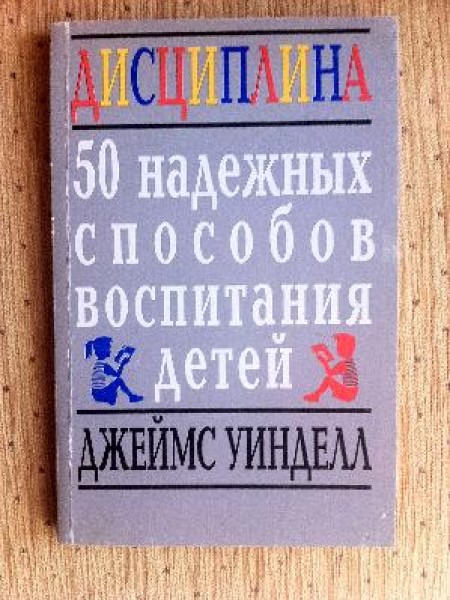 ДИСЦИПЛИНА
50 надежных
способов
воспитания
детей
ДЖЕЙМС УИНДЕЛЛ